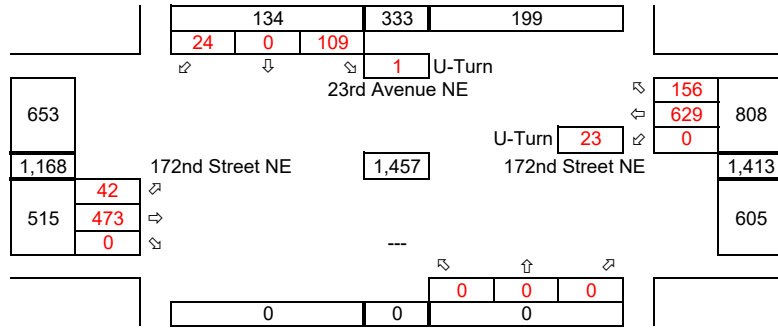 134 333 199
24 0 109
⬃ ⇩ ⬂ 1 U-Turn
23rd Avenue NE
⬁ 156
653 ⇦ 629 808
U-Turn 23 ⬃ 0
1,168 172nd Street NE 1,457 172nd Street NE 1,413
42 ⬀
515 473 ⇨ 605
0 ⬂ ---
⬁ ⇧ ⬀
0 0 0
0 0 0